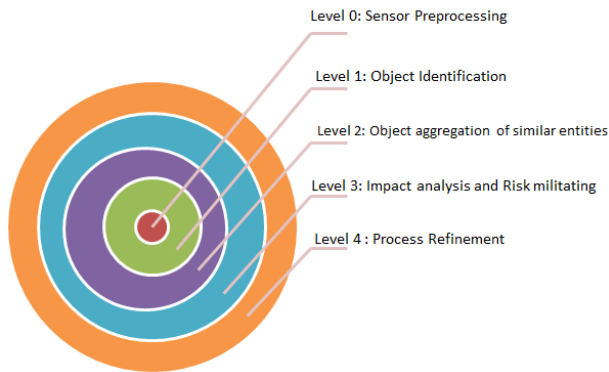 Level 0: Sensor Preprocessing
Level 1: Object Identification
Level 2: Object aggregation of similar entities
Level 3: Impact analysis and Risk militating
Level 4 : Process Refinement